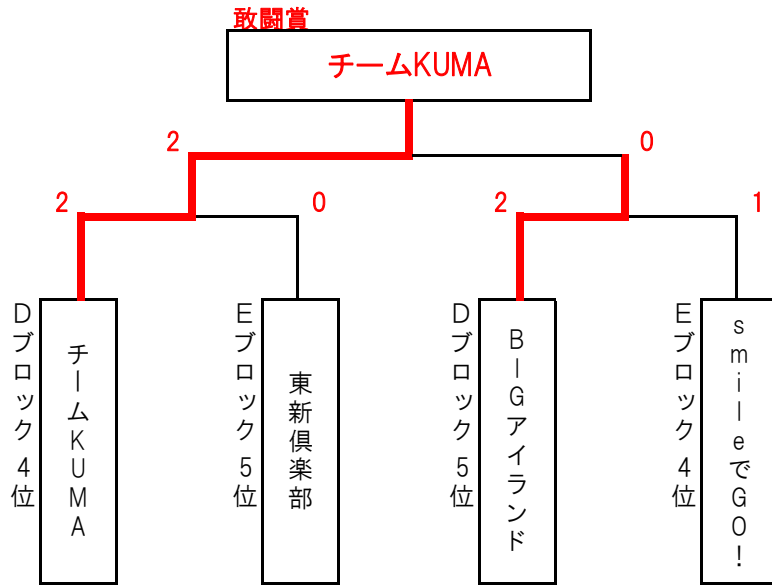 敢闘賞
チームKUMA
2
0
2
0
2
1
Dブロック4位
チームKUMA
Eブロック5位
東新倶楽部
Dブロック5位
BIGアイランド
Eブロック4位
smileでGO!